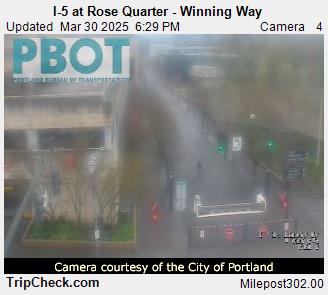 I-5 at Rose Quarter - Winning Way
Updated Mar 30 2025 6:29 PM Camera 4
PBOT
PORTLAND BUREAU OF TRANSPORTATION
Camera courtesy of the City of Portland
TripCheck.com Milepost302.00